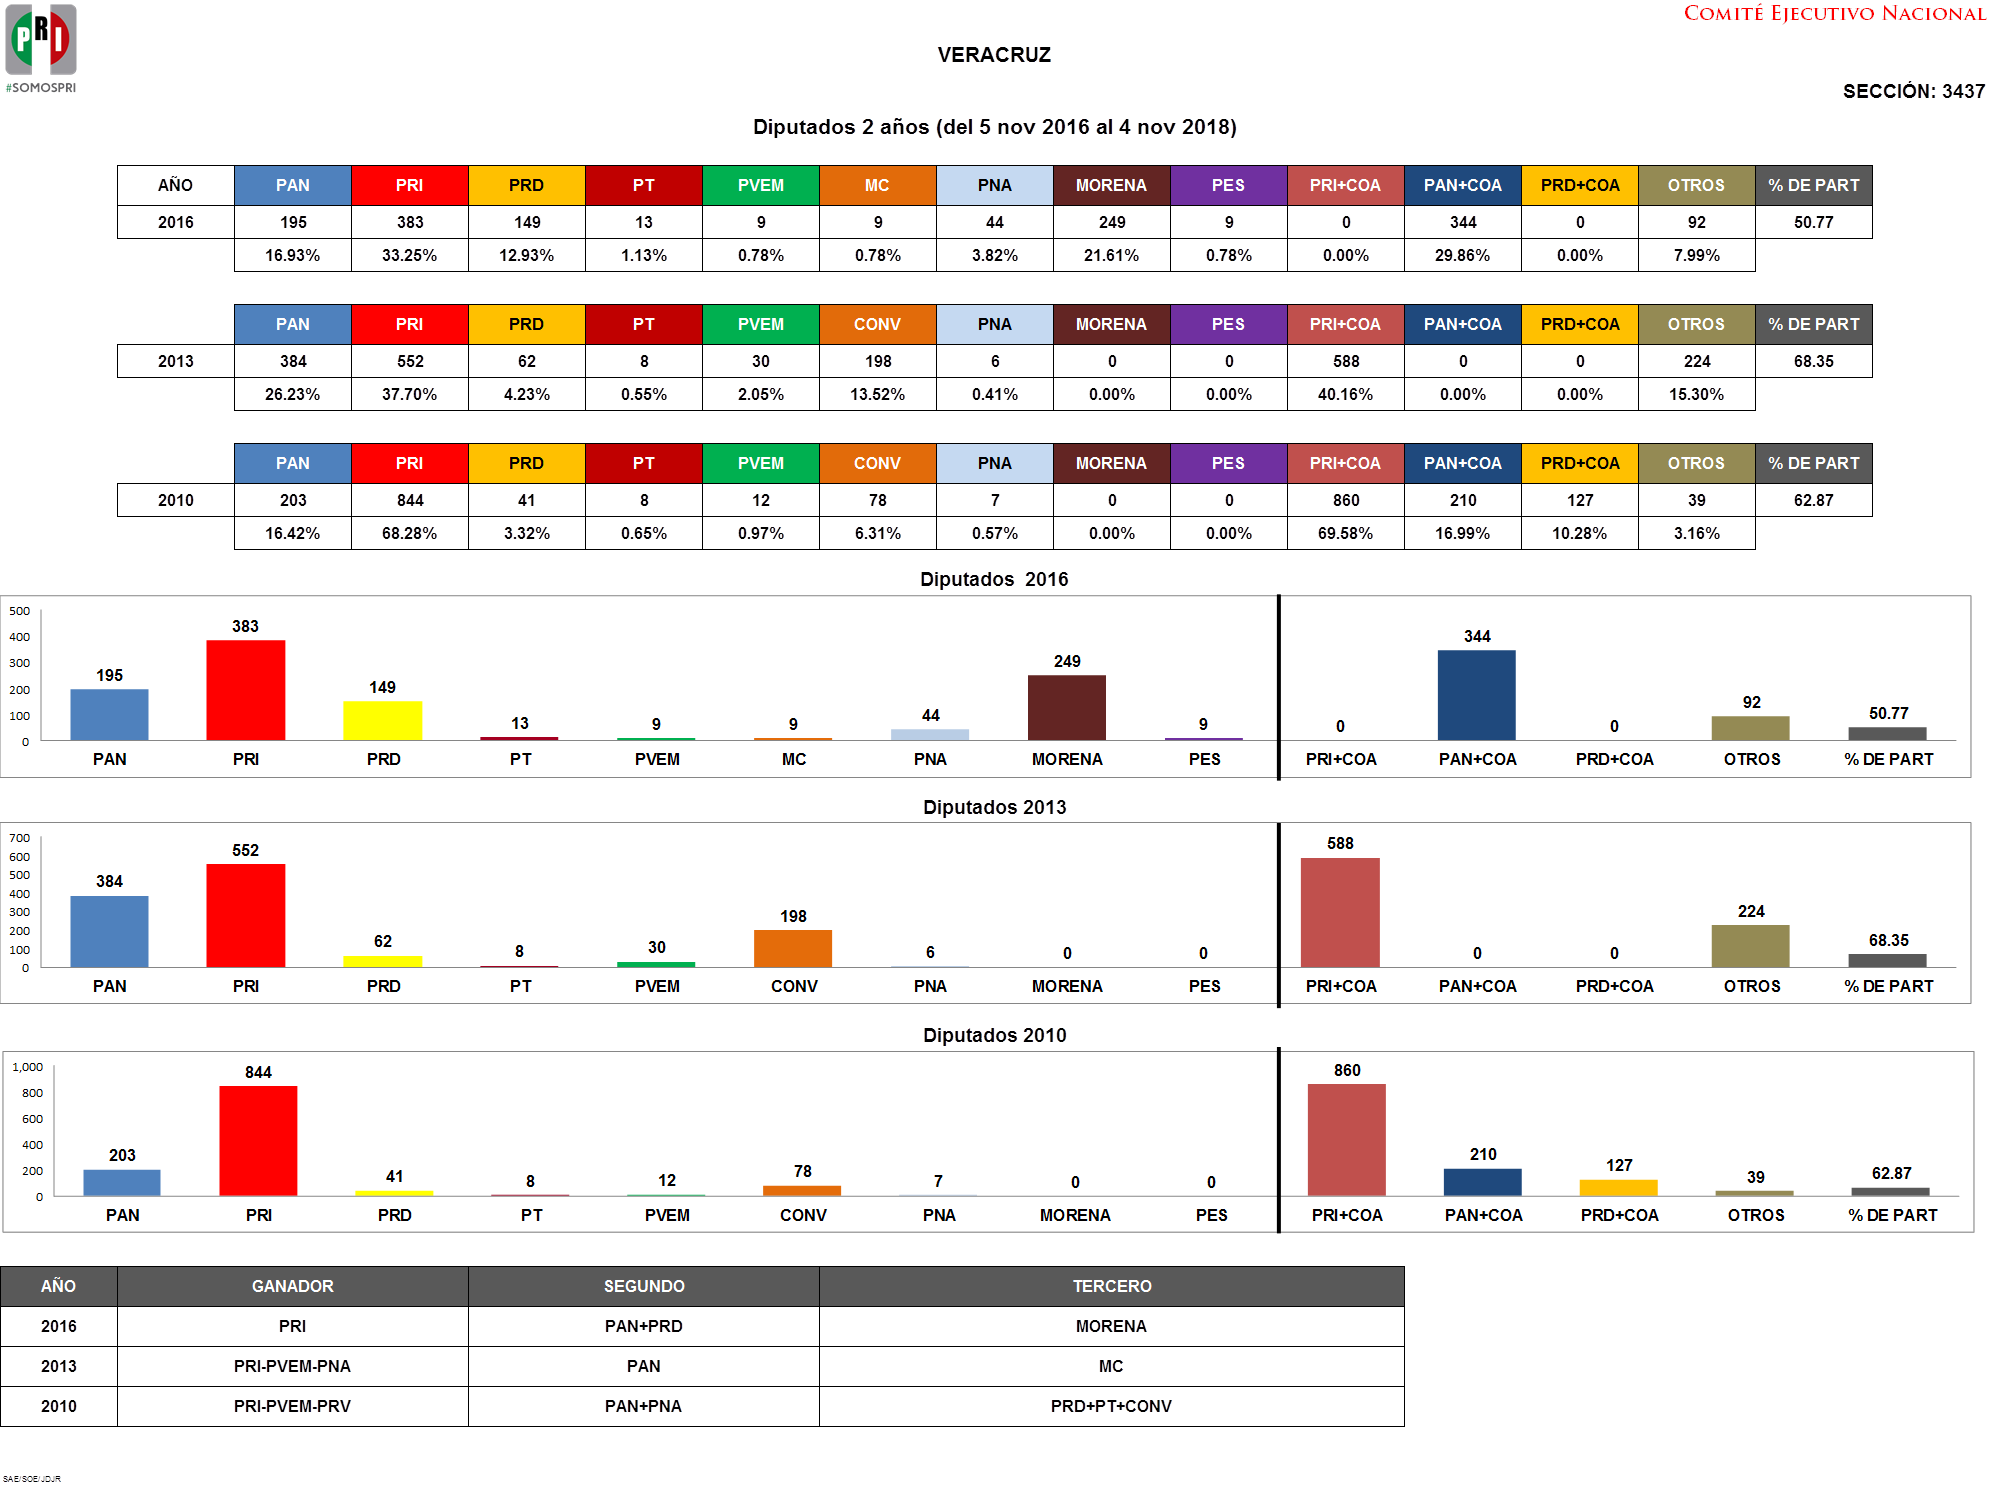 COMITÉ EJECUTIVO NACIONAL
PRI
#SOMOSPRI
VERACRUZ
SECCIÓN: 3437
Diputados 2 años (del 5 nov 2016 al 4 nov 2018)
AÑO PAN PRI PRD PT PVEM MC PNA MORENA PES PRI+COA PAN+COA PRD+COA OTROS % DE PART
2016 195 383 149 13 9 9 44 249 9 0 344 0 92 50.77
16.93% 33.25% 12.93% 1.13% 0.78% 0.78% 3.82% 21.61% 0.78% 0.00% 29.86% 0.00% 7.99%
PAN PRI PRD PT PVEM CONV PNA MORENA PES PRI+COA PAN+COA PRD+COA OTROS % DE PART
2013 384 552 62 8 30 198 6 0 0 588 0 0 224 68.35
26.23% 37.70% 4.23% 0.55% 2.05% 13.52% 0.41% 0.00% 0.00% 40.16% 0.00% 0.00% 15.30%
PAN PRI PRD PT PVEM CONV PNA MORENA PES PRI+COA PAN+COA PRD+COA OTROS % DE PART
2010 203 844 41 8 12 78 7 0 0 860 210 127 39 62.87
16.42% 68.28% 3.32% 0.65% 0.97% 6.31% 0.57% 0.00% 0.00% 69.58% 16.99% 10.28% 3.16%
Diputados 2016
500
400
300
200
100
0
195 383 149 13 9 9 44 249 9 0 344 0 92 50.77
PAN PRI PRD PT PVEM MC PNA MORENA PES PRI+COA PAN+COA PRD+COA OTROS % DE PART
Diputados 2013
700
600
500
400
300
200
100
0
384 552 62 8 30 198 6 0 0 588 0 0 224 68.35
PAN PRI PRD PT PVEM CONV PNA MORENA PES PRI+COA PAN+COA PRD+COA OTROS % DE PART
Diputados 2010
1,000
800
600
400
200
0
203 844 41 8 12 78 7 0 0 860 210 127 39 62.87
PAN PRI PRD PT PVEM CONV PNA MORENA PES PRI+COA PAN+COA PRD+COA OTROS % DE PART
AÑO GANADOR SEGUNDO TERCERO
2016 PRI PAN+PRD MORENA
2013 PRI-PVEM-PNA PAN MC
2010 PRI-PVEM-PRV PAN+PNA PRD+PT+CONV
SAE/SOE/JDJR